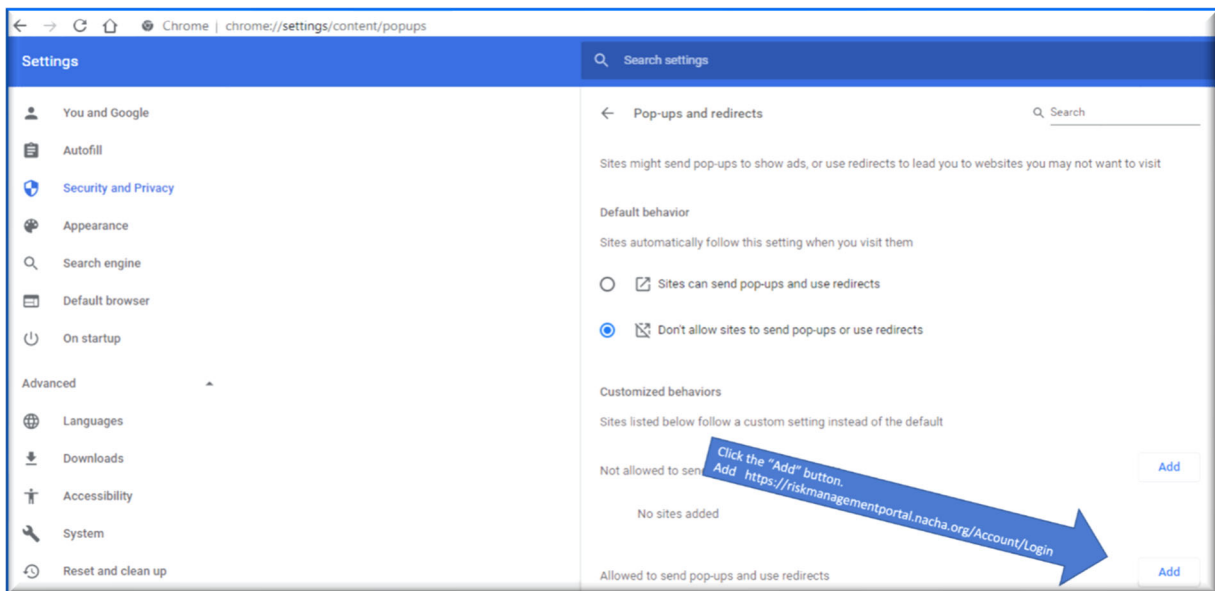 Chrome | chrome://settings/content/popups
Settings
Search settings
You and Google
Autofill
Security and Privacy
Appearance
Search engine
Default browser
On startup
Advanced
Languages
Downloads
Accessibility
System
Reset and clean up
Pop-ups and redirects
Search
Sites might send pop-ups to show ads, or use redirects to lead you to websites you may not want to visit
Default behavior
Sites automatically follow this setting when you visit them
Sites can send pop-ups and use redirects
Don't allow sites to send pop-ups or use redirects
Customized behaviors
Sites listed below follow a custom setting instead of the default
Not allowed to
Add
Click the "Add" button.
Add https://riskmanagementportal.nacha.org/Account/Login
No sites added
Allowed to send pop-ups and use redirects
Add